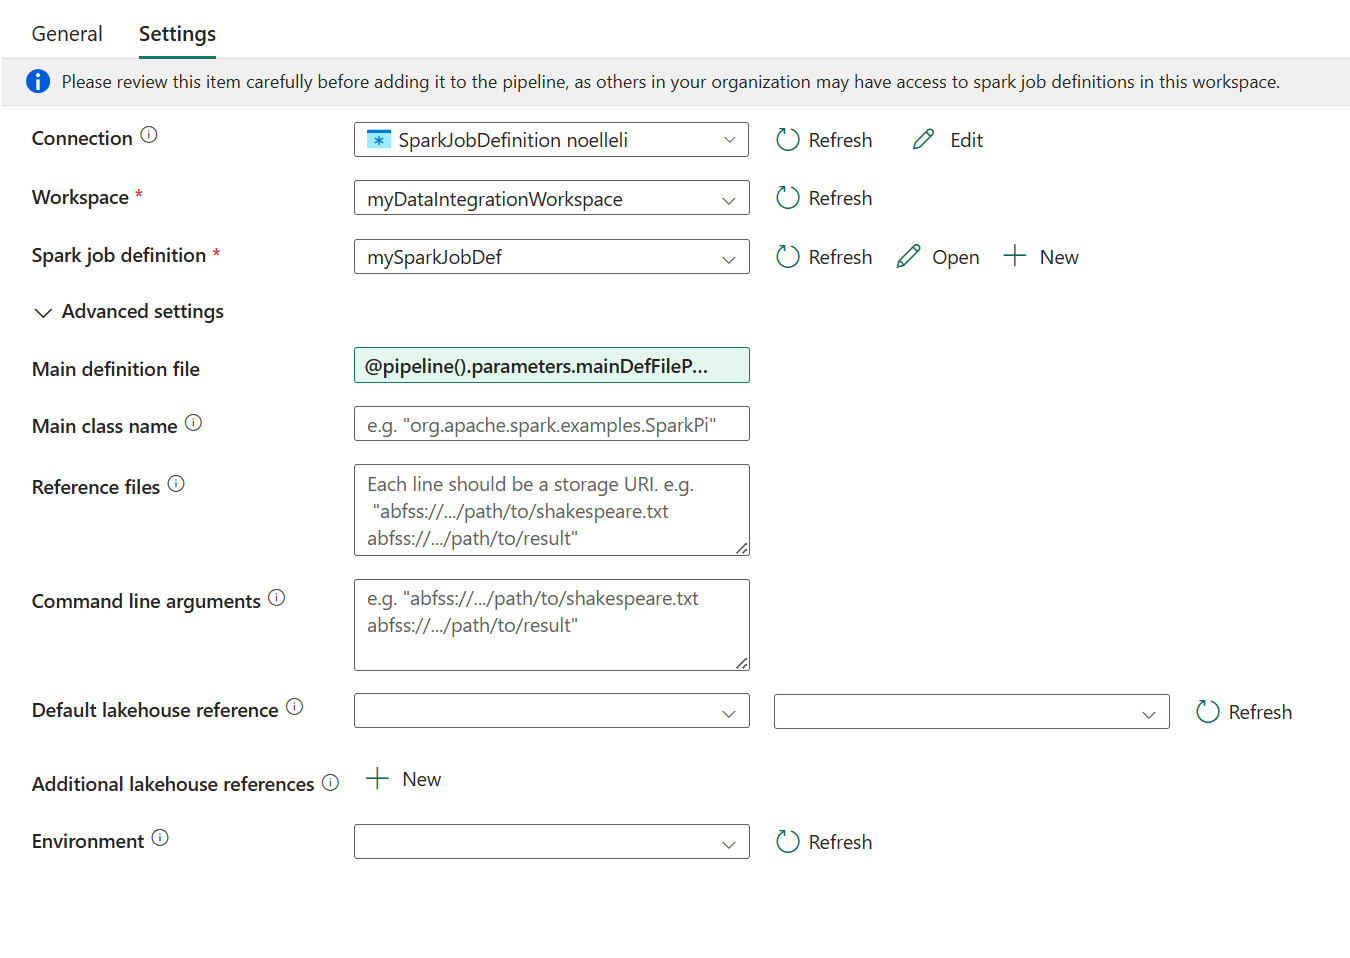 General Settings
Please review this item carefully before adding it to the pipeline, as others in your organization may have access to spark job definitions in this workspace.
Connection SparkJobDefinition noelleli Refresh Edit
Workspace * myDataIntegrationWorkspace Refresh
Spark job definition * mySparkJobDef Refresh Open New
Advanced settings
Main definition file @pipeline().parameters.mainDefFileP...
Main class name e.g. "org.apache.spark.examples.SparkPi"
Reference files Each line should be a storage URI. e.g.
"abfss://.../path/to/shakespeare.txt
abfss://.../path/to/result"
Command line arguments e.g. "abfss://.../path/to/shakespeare.txt
abfss://.../path/to/result"
Default lakehouse reference Refresh
Additional lakehouse references New
Environment Refresh